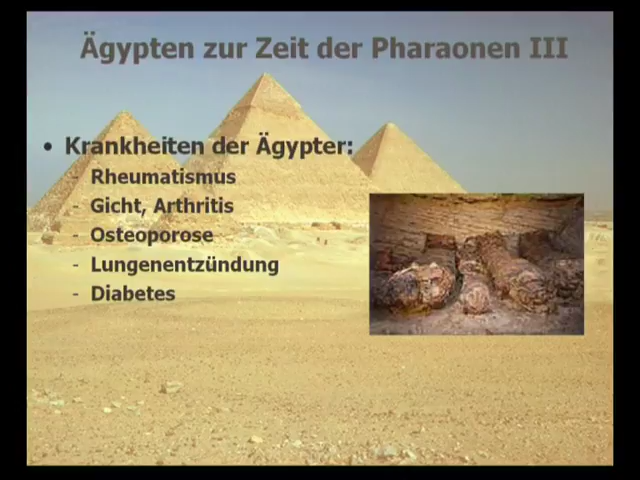 Ägypten zur Zeit der Pharaonen III
• Krankheiten der Ägypter:
- Rheumatismus
- Gicht, Arthritis
- Osteoporose
- Lungenentzündung
- Diabetes